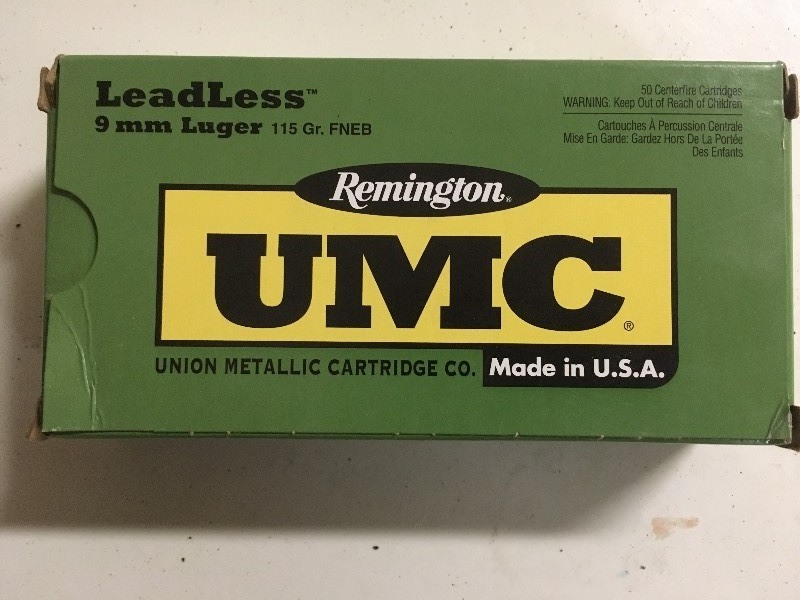 LeadLess™
9 mm Luger 115 Gr. FNEB
50 Centerfire Cartridges
WARNING: Keep Out of Reach of Children
Cartouches À Percussion Centrale
Mise En Garde: Gardez Hors De La Portée
Des Enfants
Remington®
UMC®
UNION METALLIC CARTRIDGE CO. Made in U.S.A.